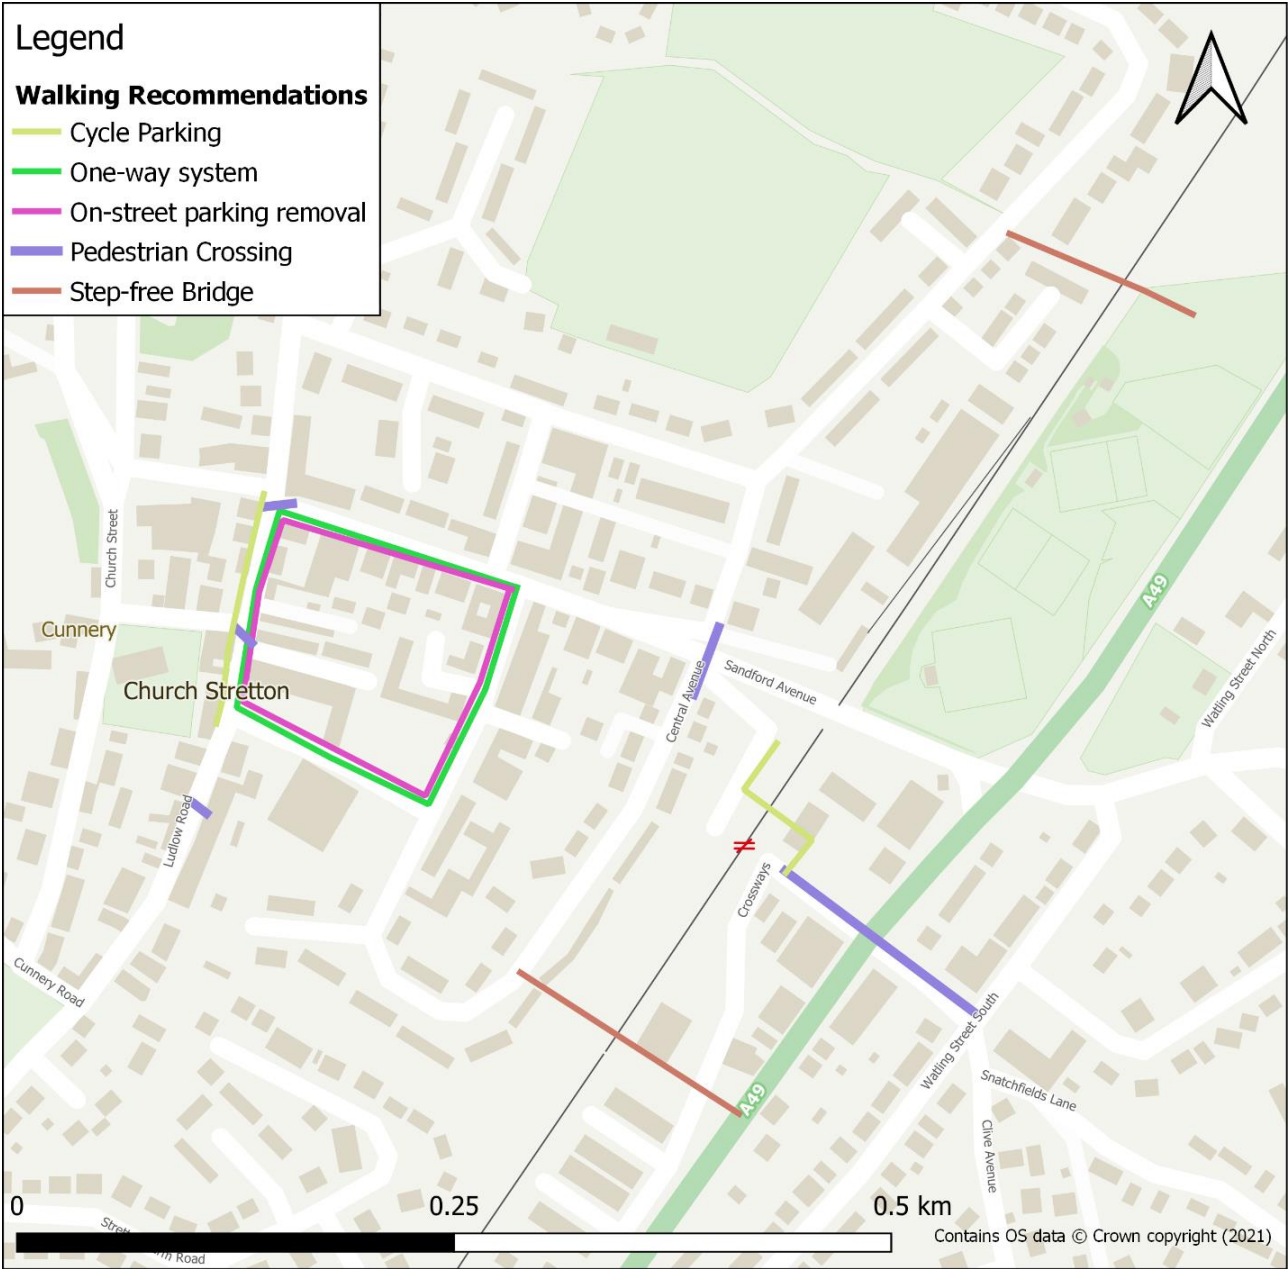 Legend
Walking Recommendations
Cycle Parking
One-way system
On-street parking removal
Pedestrian Crossing
Step-free Bridge
Church Street
Cunnery
Church Stretton
Ludlow Road
Cunnery Road
Central Avenue
Sandford Avenue
Crossways
A49
Watling Street North
A49
Watling Street South
Snatchfields Lane
Clive Avenue
Road
0
0.25
0.5 km
Contains OS data © Crown copyright (2021)